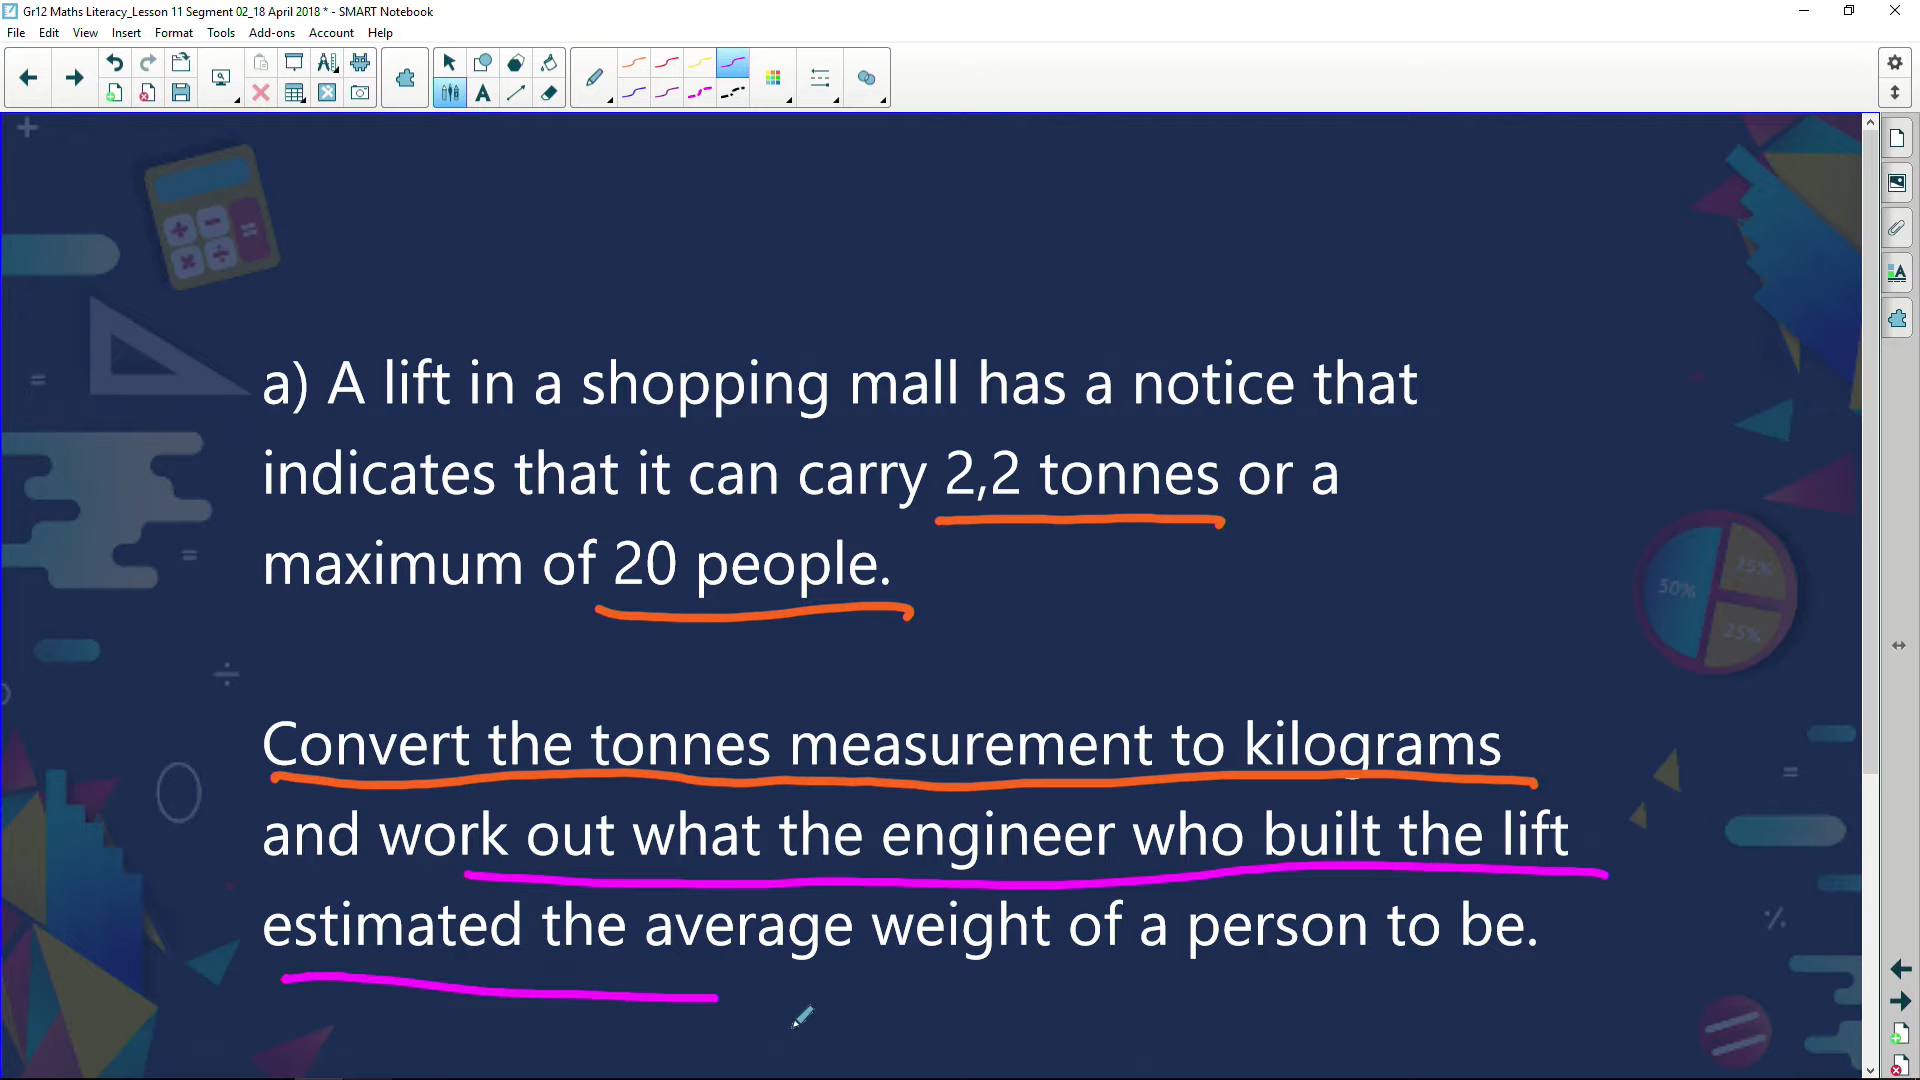 Gr12 Maths Literacy_Lesson 11 Segment 02_18 April 2018 * - SMART Notebook
File Edit View Insert Format Tools Add-ons Account Help
a) A lift in a shopping mall has a notice that
indicates that it can carry 2,2 tonnes or a
maximum of 20 people.
50%
25%
25%
Convert the tonnes measurement to kilograms
and work out what the engineer who built the lift
estimated the average weight of a person to be.